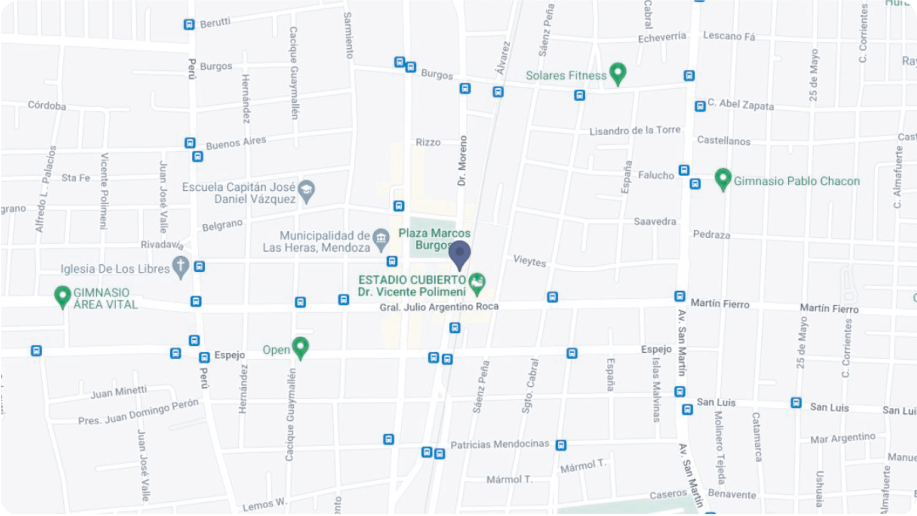 Berutti
Cabral
C. Corrientes
Sarmiento
Cacique Guaymallén
Sáenz Peña
Echeverría
Lescano Fá
Álvarez
25 de Mayo
Perú
Burgos
Burgos
Solares Fitness
Hernández
Córdoba
C. Abel Zapata
Lisandro de la Torre
Castellanos
Buenos Aires
Rizzo
Dr. Moreno
Alfredo L. Palacios
Vicente Polimeni
Juan José Valle
Sta Fe
España
Falucho
Gimnasio Pablo Chacon
C. Almafuerte
Escuela Capitán José
Daniel Vázquez
Belgrano
Saavedra
Pedraza
Municipalidad de
Las Heras, Mendoza
Plaza Marcos
Burgos
Rivadavia
Vieytes
Iglesia De Los Libres
ESTADIO CUBIERTO
Dr. Vicente Polimeni
GIMNASIO
ÁREA VITAL
Gral. Julio Argentino Roca
Martín Fierro
Martín Fierro
Av. San Martín
25 de Mayo
C. Corrientes
Open
Espejo
Espejo
Perú
Hernández
Cacique Guaymallén
Sáenz Peña
Sgto. Cabral
España
Islas Malvinas
Juan Minetti
Pres. Juan Domingo Perón
San Luis
San Luis
San Lui
Juan José Valle
Patricias Mendocinas
Av. San Martín
Molinero Tejeda
Catamarca
Mar Argentino
Mármol T.
Mármol T.
Ushuaia
Almafuerte
Lemos W.
Caseros
Benavente